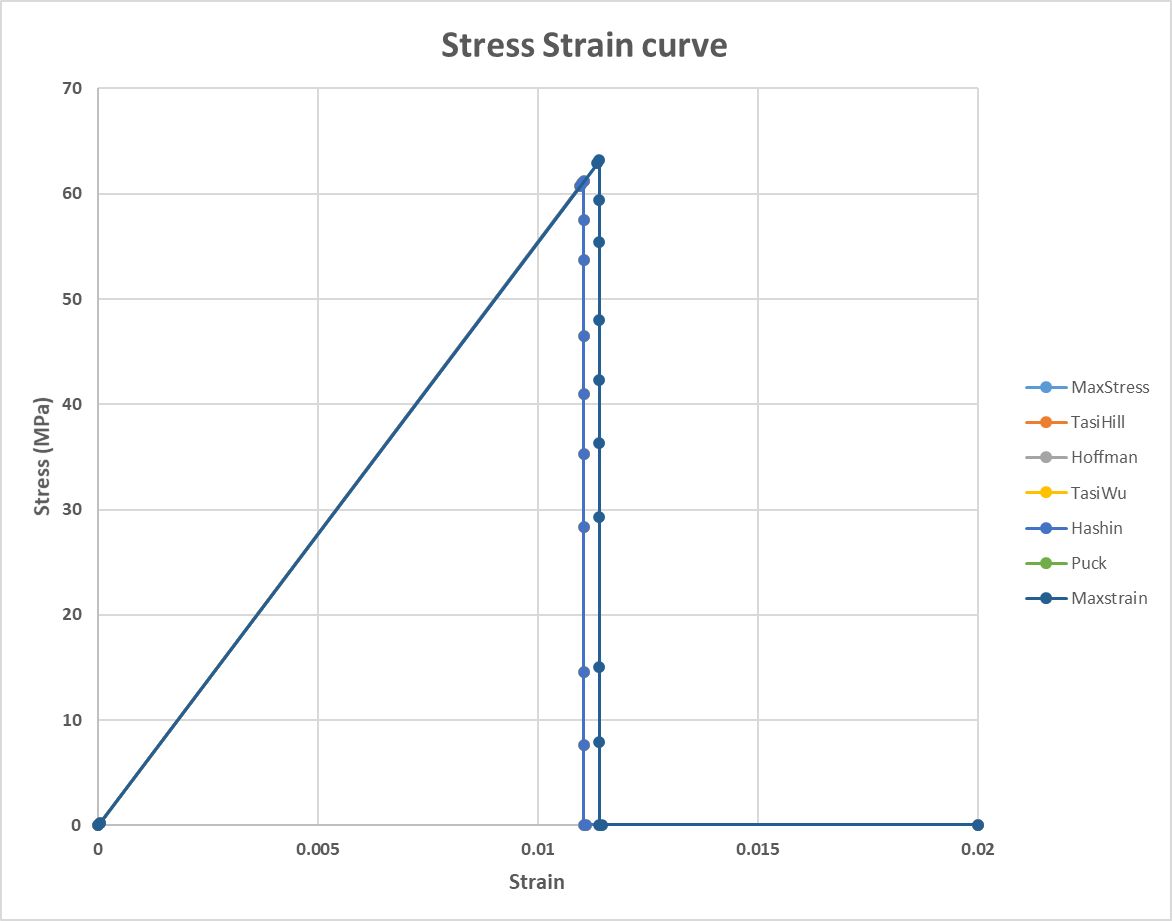 Stress Strain curve
70
60
50
40
30
20
10
0
Stress (MPa)
0
0.005
0.01
0.015
0.02
Strain
MaxStress
TasiHill
Hoffman
TasiWu
Hashin
Puck
Maxstrain